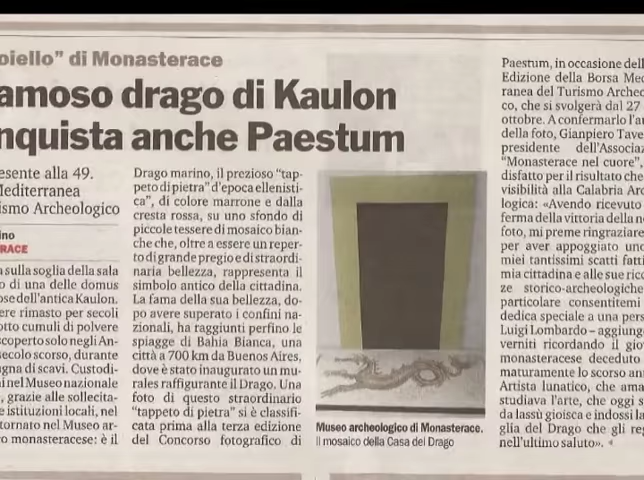 oiello” di Monasterace
amoso drago di Kaulon
nquista anche Paestum
esente alla 49.
Mediterranea
ismo Archeologico
ino
RACE
a sulla soglia della sala
o di una delle domus
ose dell'antica Kaulon.
ere rimasto per secoli
otto cumuli di polvere
scoperto solo negli An-
secolo scorso, durante
gna di scavi. Custodi-
ni nel Museo nazionale
, grazie alle sollecita-
e istituzioni locali, nel
tornato nel Museo ar-
o monasteracese: è il
Drago marino, il prezioso “tap-
peto di pietra” d'epoca ellenisti-
ca”, di colore marrone e dalla
cresta rossa, su uno sfondo di
piccole tessere di mosaico bian-
che che, oltre a essere un reper-
to di grande pregio e di straordi-
naria bellezza, rappresenta il
simbolo antico della cittadina.
La fama della sua bellezza, do-
po avere superato i confini na-
zionali, ha raggiunti perfino le
spiagge di Bahia Bianca, una
città a 700 km da Buenos Aires,
dove è stato inaugurato un mu-
rales raffigurante il Drago. Una
foto di questo straordinario
“tappeto di pietra” si è classifi-
cata prima alla terza edizione
del Concorso fotografico di
Museo archeologico di Monasterace.
Il mosaico della Casa del Drago
Paestum, in occasione dell
Edizione della Borsa Med
ranea del Turismo Archeo
co, che si svolgerà dal 27
ottobre. A confermarlo l'au
della foto, Gianpiero Tave
presidente dell'Associaz
“Monasterace nel cuore”,
disfatto per il risultato che
visibilità alla Calabria Arc
logica: «Avendo ricevuto
ferma della vittoria della n
foto, mi preme ringraziare
per aver appoggiato uno
miei tantissimi scatti fatti
mia cittadina e alle sue rico
ze storico-archeologiche
particolare consentitemi
dedica speciale a una pers
Luigi Lombardo – aggiung
verniti ricordando il giov
monasteracese deceduto
maturamente lo scorso ann
Artista lunatico, che ama
studiava l'arte, che oggi s
da lassù gioisca e indossi la
glia del Drago che gli reg
nell'ultimo saluto».